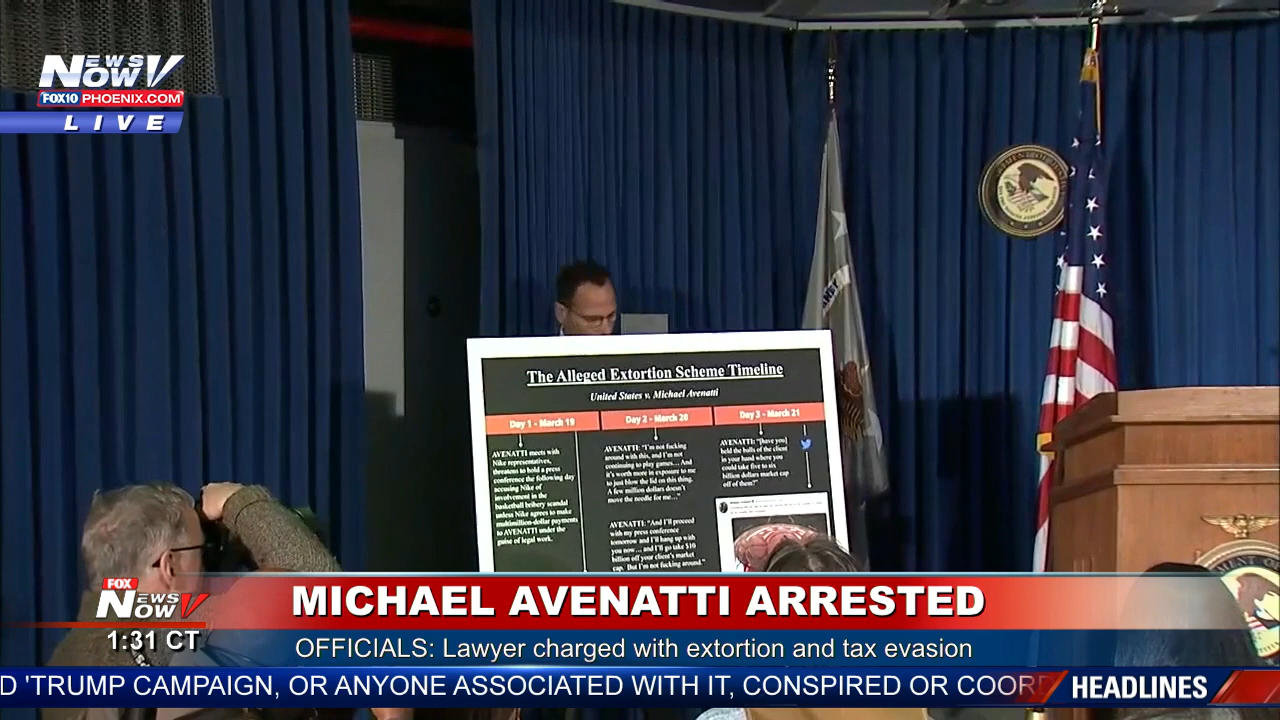 NEWS
NOW
FOX10 PHOENIX.COM
LIVE
The Alleged Extortion Scheme Timeline
United States v. Michael Avenatti
Day 1 - March 19
Day 2 - March 20
Day 3 - March 21
AVENATTI meets with
Nike representatives,
threatens to hold a press
conference the following day
accusing Nike of
involvement in the
basketball bribery scandal
unless Nike agrees to make
multimillion-dollar payments
to AVENATTI under the
guise of legal work.
AVENATTI: "I'm not fucking
around with this, and I'm not
continuing to play games... And
it's worth more in exposure to me
to just blow the lid on this thing.
A few million dollars doesn't
move the needle for me..."
AVENATTI: "And I'll proceed
with my press conference
tomorrow and I'll hang up with
you now... and I'll go take $10
billion off your client's market
cap. But I'm not fucking around."
AVENATTI: "[have you]
held the balls of the client
in your hand where you
could take five to six
billion dollars market cap
off of them?"
FOX
NEWS
NOW
1:31 CT
MICHAEL AVENATTI ARRESTED
OFFICIALS: Lawyer charged with extortion and tax evasion
D 'TRUMP CAMPAIGN, OR ANYONE ASSOCIATED WITH IT, CONSPIRED OR COOR
HEADLINES